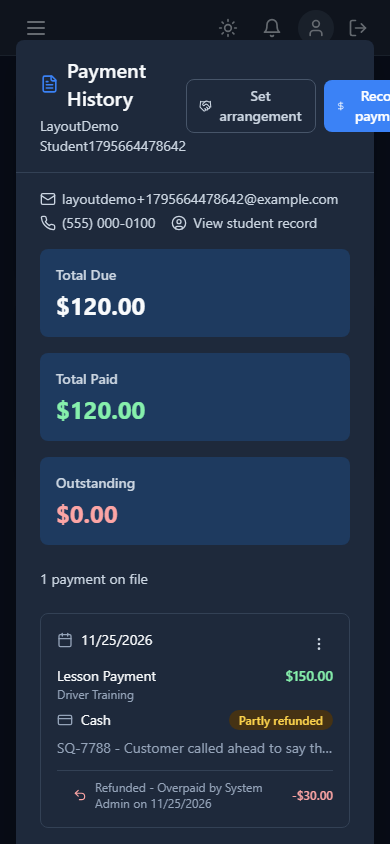 Payment
History
LayoutDemo
Student1795664478642
Set
arrangement
$
layoutdemo+1795664478642@example.com
(555) 000-0100
View student record
Total Due
$120.00
Total Paid
$120.00
Outstanding
$0.00
1 payment on file
11/25/2026
Lesson Payment
$150.00
Driver Training
Cash
Partly refunded
SQ-7788 - Customer called ahead to say th...
Refunded - Overpaid by System
Admin on 11/25/2026
-$30.00